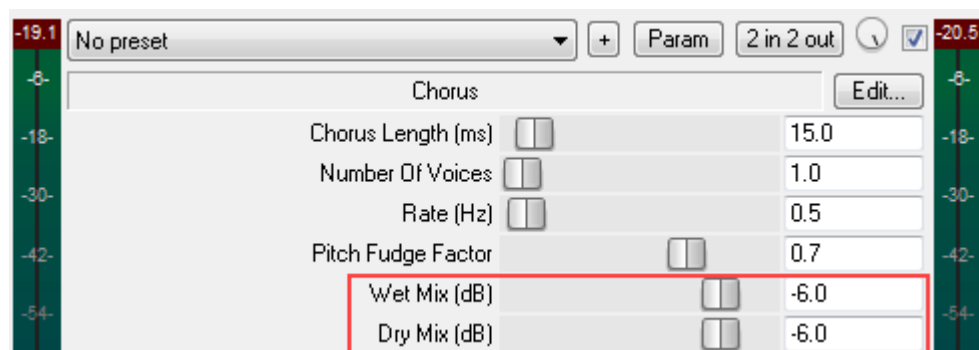 -19.1 No preset + Param 2 in 2 out -20.5
-6- Chorus Edit... -6-
-18- Chorus Length (ms) 15.0 -18-
Number Of Voices 1.0
-30- Rate (Hz) 0.5 -30-
-42- Pitch Fudge Factor 0.7 -42-
Wet Mix (dB) -6.0
-54- Dry Mix (dB) -6.0 -54-